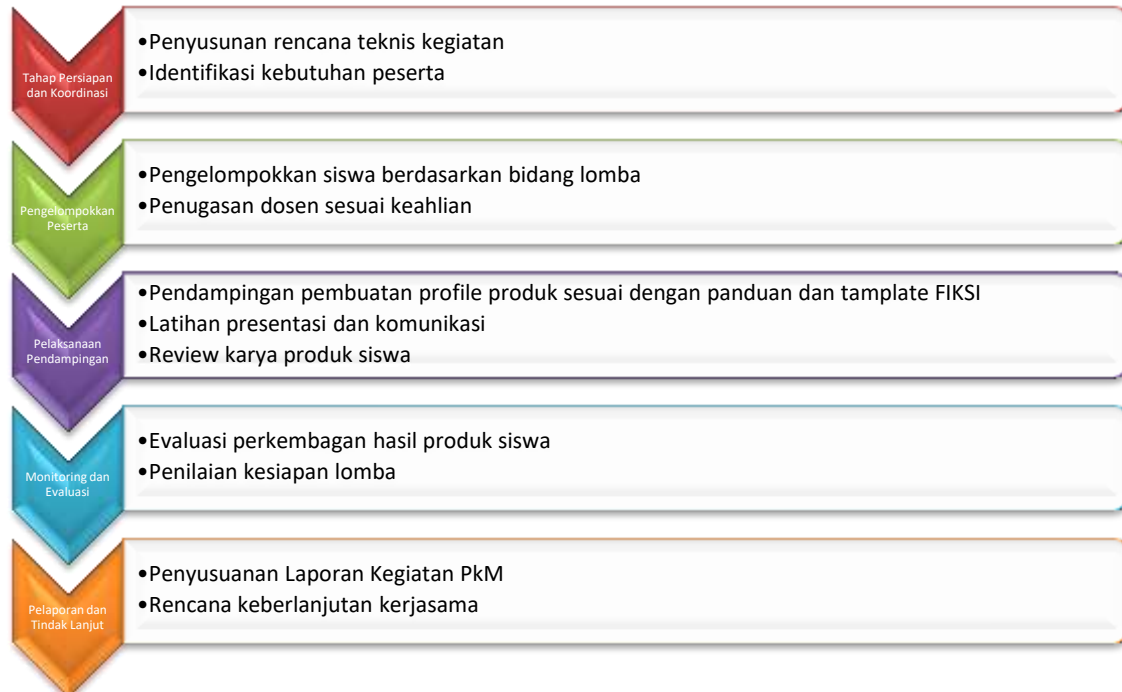 Tahap Persiapan
dan Koordinasi
•Penyusunan rencana teknis kegiatan
•Identifikasi kebutuhan peserta
Pengelompokkan
Peserta
•Pengelompokkan siswa berdasarkan bidang lomba
•Penugasan dosen sesuai keahlian
Pelaksanaan
Pendampingan
•Pendampingan pembuatan profile produk sesuai dengan panduan dan tamplate FIKSI
•Latihan presentasi dan komunikasi
•Review karya produk siswa
Monitoring dan
Evaluasi
•Evaluasi perkembagan hasil produk siswa
•Penilaian kesiapan lomba
Pelaporan dan
Tindak Lanjut
•Penyusuanan Laporan Kegiatan PkM
•Rencana keberlanjutan kerjasama